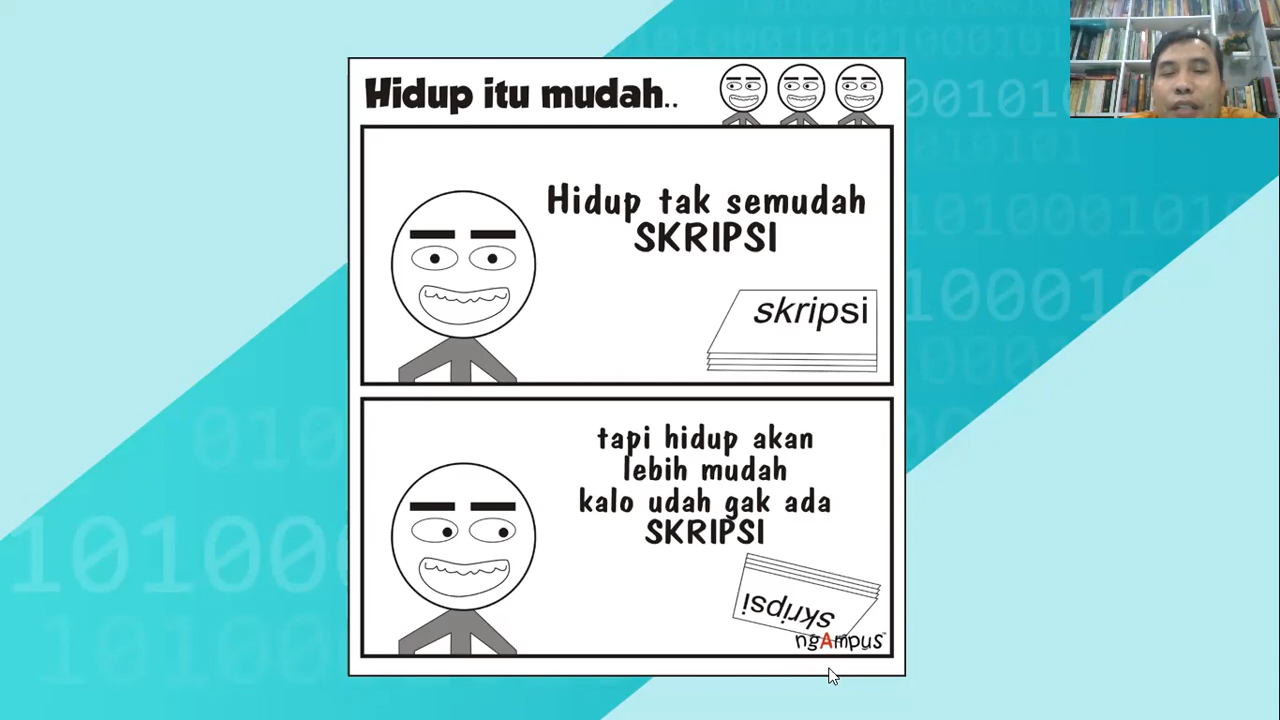 Hidup itu mudah..
Hidup tak semudah
SKRIPSI
skripsi
tapi hidup akan
lebih mudah
kalo udah gak ada
SKRIPSI
skripsi
ngAmpus